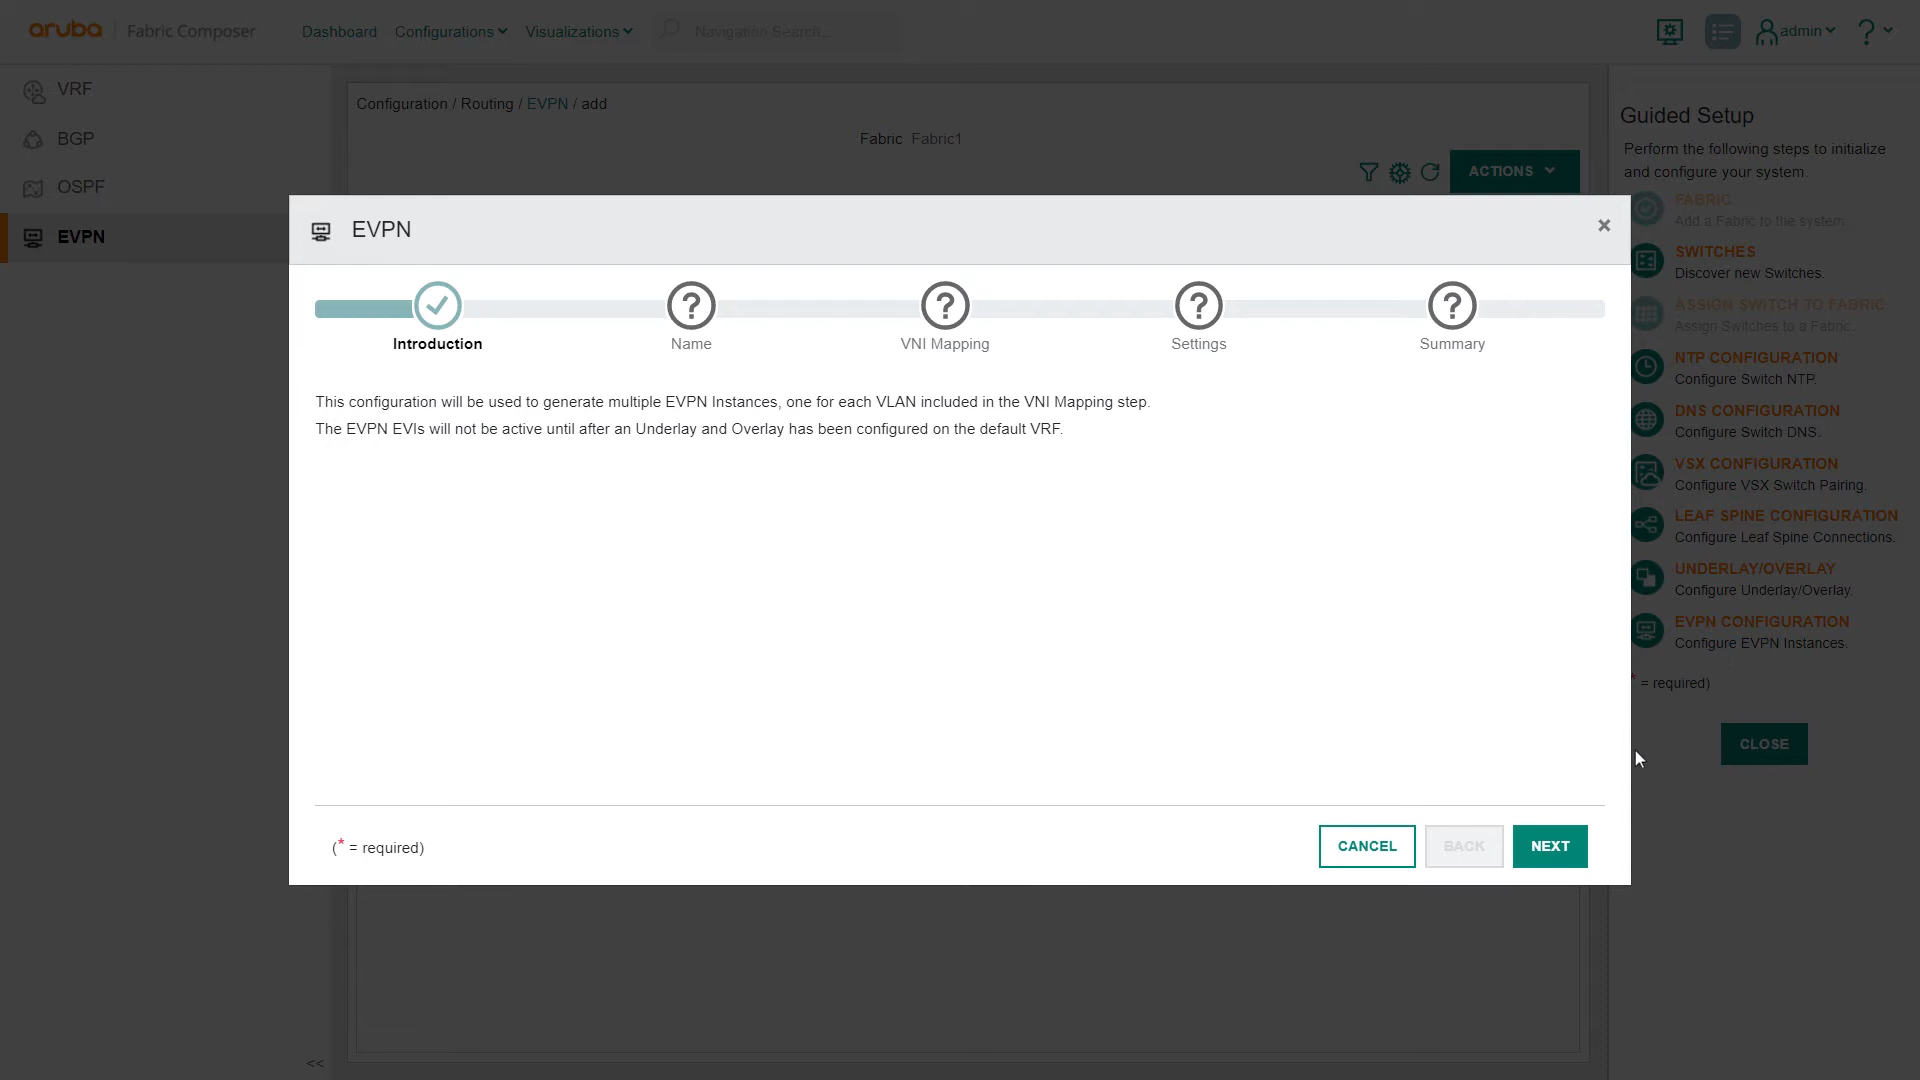 aruba Fabric Composer Dashboard Configurations Visualizations Navigation Search... admin ?
VRF
BGP
OSPF
EVPN
<<
Configuration / Routing / EVPN / add
Fabric Fabric1
ACTIONS
EVPN
×
Introduction
? Name
? VNI Mapping
? Settings
? Summary
This configuration will be used to generate multiple EVPN Instances, one for each VLAN included in the VNI Mapping step.
The EVPN EVIs will not be active until after an Underlay and Overlay has been configured on the default VRF.
(* = required)
CANCEL BACK NEXT
Guided Setup
Perform the following steps to initialize
and configure your system.
FABRIC
Add a Fabric to the system.
SWITCHES
Discover new Switches.
ASSIGN SWITCH TO FABRIC
Assign Switches to a Fabric.
NTP CONFIGURATION
Configure Switch NTP.
DNS CONFIGURATION
Configure Switch DNS.
VSX CONFIGURATION
Configure VSX Switch Pairing.
LEAF SPINE CONFIGURATION
Configure Leaf Spine Connections.
UNDERLAY/OVERLAY
Configure Underlay/Overlay.
EVPN CONFIGURATION
Configure EVPN Instances.
* = required)
CLOSE